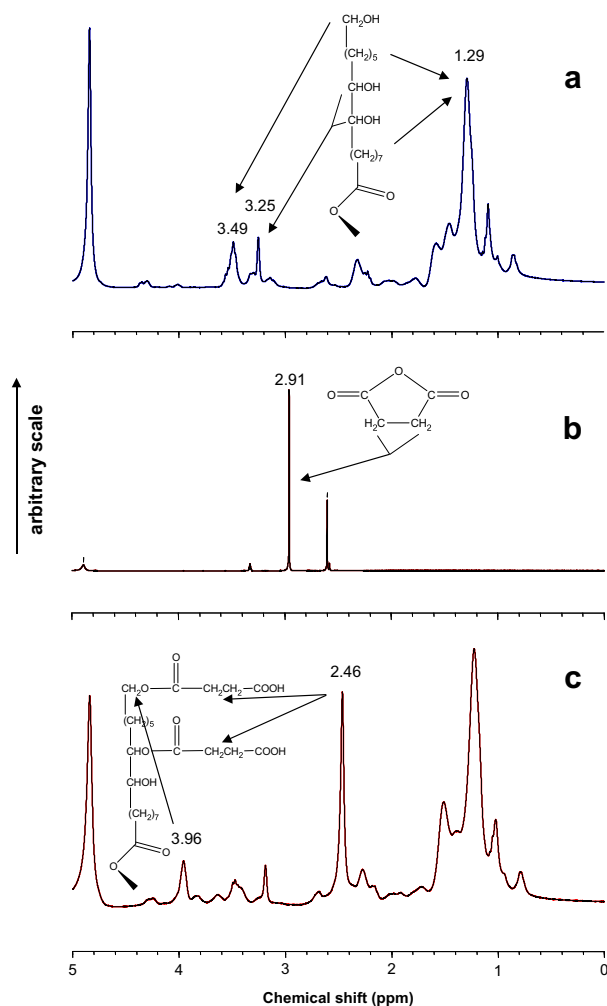 CH₂OH
(CH₂)₅
1.29
a
CHOH
CHOH
(CH₂)₇
3.25
3.49
O
O
2.91
O
O O
H₂C CH₂
b
arbitrary scale
O
CH₂O CH₂CH₂ COOH
2.46
c
(CH₂)₅ O
CHO CH₂CH₂ COOH
CHOH
(CH₂)₇
3.96
O
O
5 4 3 2 1 0
Chemical shift (ppm)